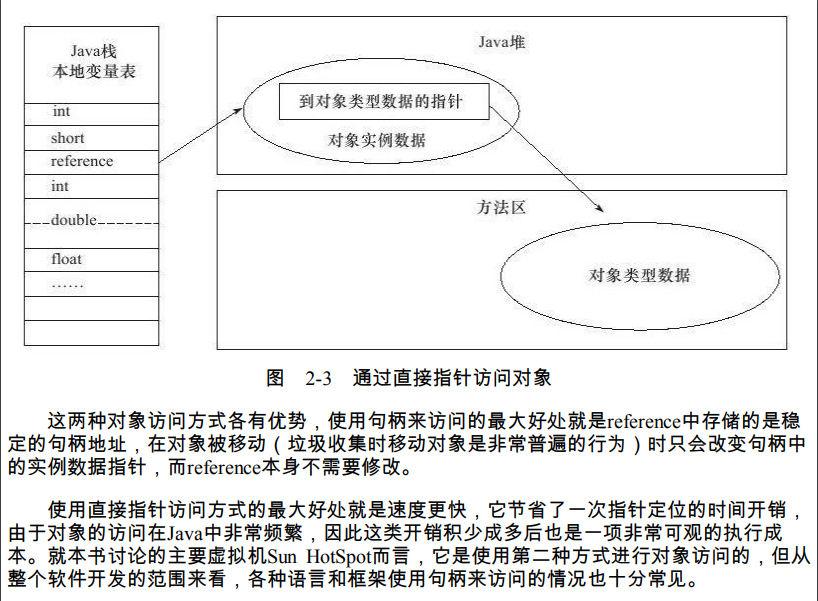 Java栈
本地变量表
int
short
reference
int
double
float
……
Java堆
到对象类型数据的指针
对象实例数据
方法区
对象类型数据
图 2-3 通过直接指针访问对象
这两种对象访问方式各有优势，使用句柄来访问的最大好处就是reference中存储的是稳
定的句柄地址，在对象被移动（垃圾收集时移动对象是非常普遍的行为）时只会改变句柄中
的实例数据指针，而reference本身不需要修改。
使用直接指针访问方式的最大好处就是速度更快，它节省了一次指针定位的时间开销，
由于对象的访问在Java中非常频繁，因此这类开销积少成多后也是一项非常可观的执行成
本。就本书讨论的主要虚拟机Sun HotSpot而言，它是使用第二种方式进行对象访问的，但从
整个软件开发的范围来看，各种语言和框架使用句柄来访问的情况也十分常见。